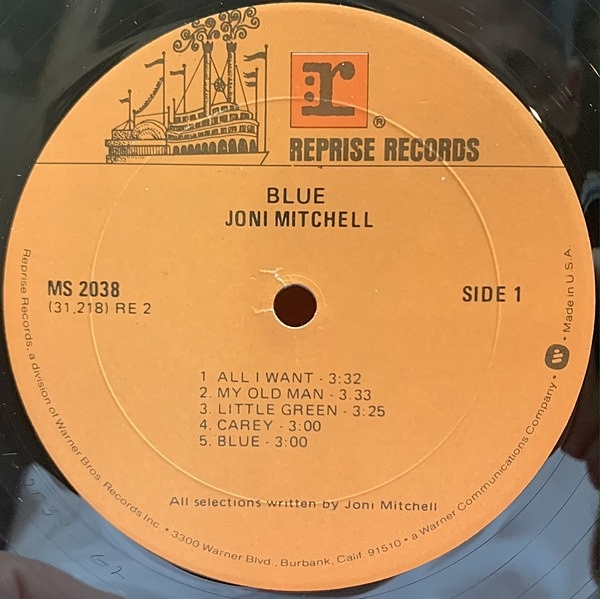 r
®
REPRISE RECORDS
BLUE
JONI MITCHELL
MS 2038
(31,218) RE 2
SIDE 1
1 ALL I WANT - 3:32
2. MY OLD MAN - 3.33
3. LITTLE GREEN - 3:25
4. CAREY - 3:00
5. BLUE - 3:00
All selections written by Joni Mitchell
Reprise Records, a division of Warner Bros. Records Inc. • 3300 Warner Blvd., Burbank, Calif. 91510 • a Warner Communications Company • W • Made in U.S.A.